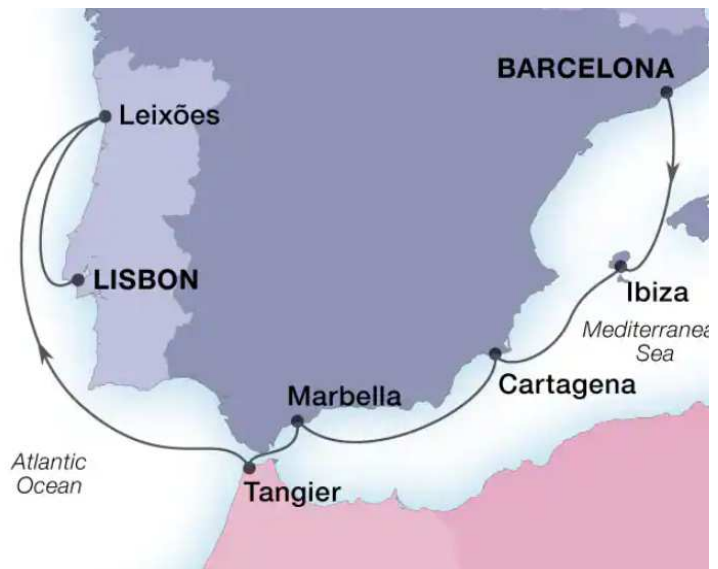 BARCELONA
Leixões
LISBON
Ibiza
Mediterranea
Sea
Cartagena
Marbella
Atlantic
Ocean
Tangier